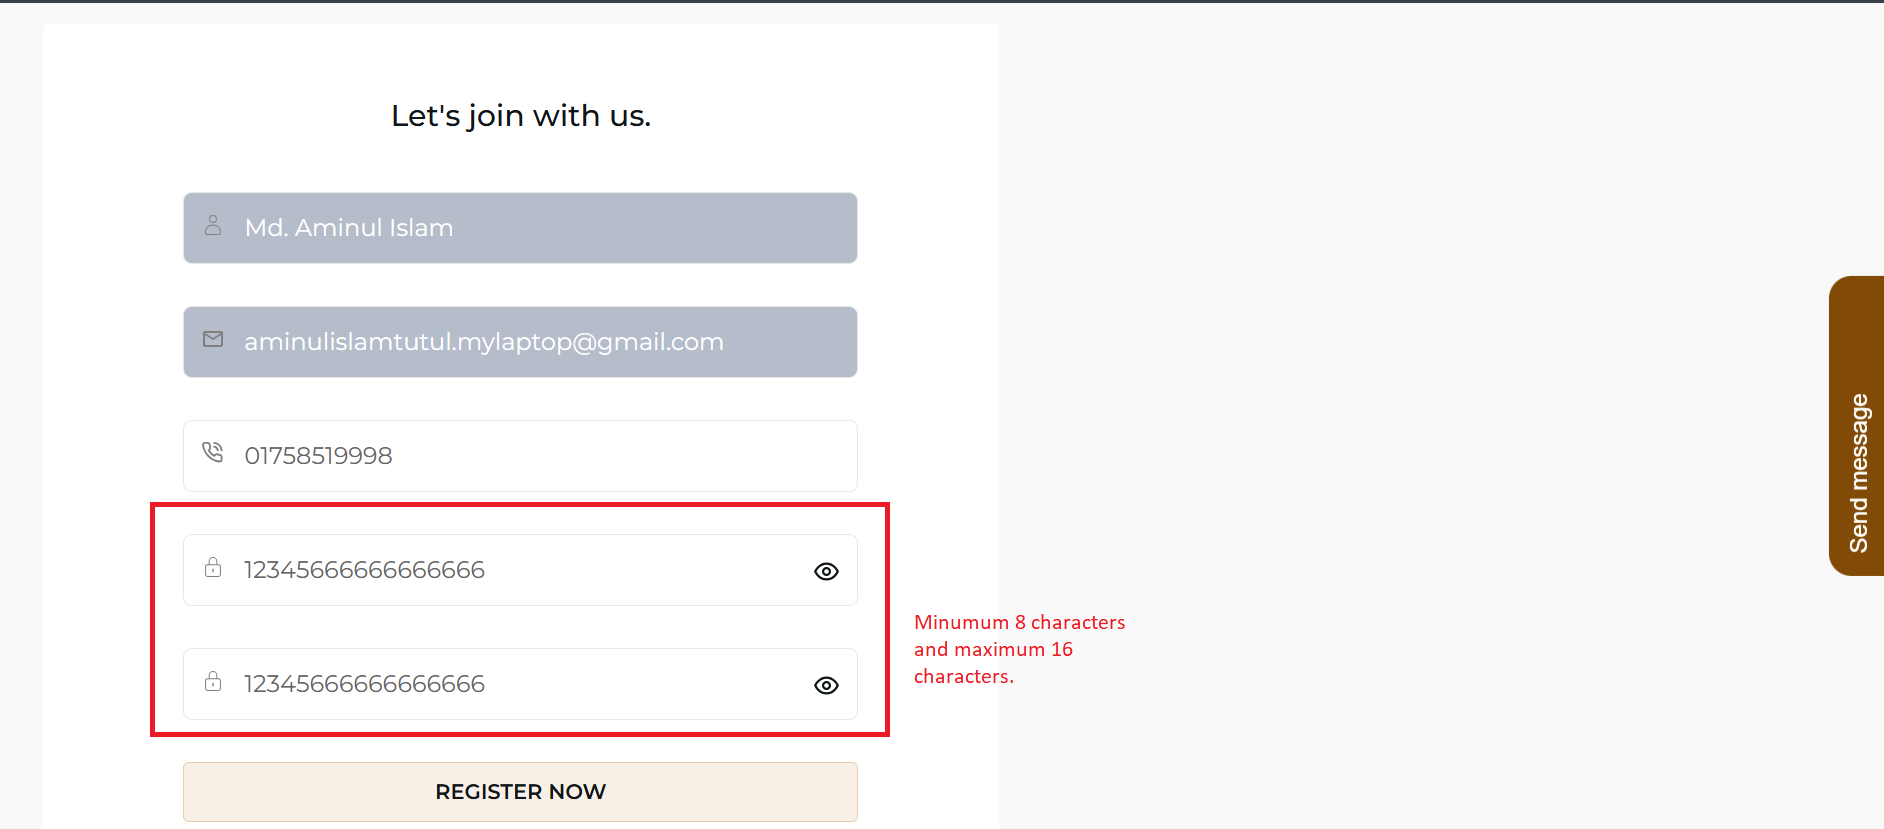 Let's join with us.
Md. Aminul Islam
aminulislamtutul.mylaptop@gmail.com
01758519998
12345666666666666
12345666666666666
Minumum 8 characters
and maximum 16
characters.
REGISTER NOW
Send message